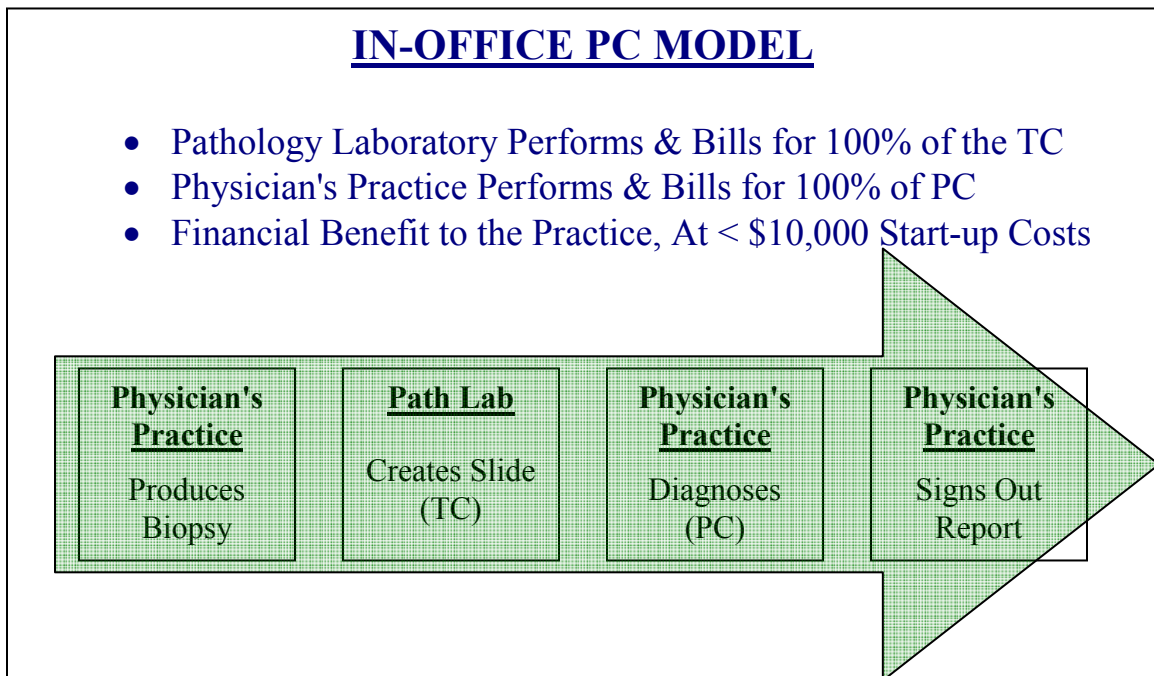 IN-OFFICE PC MODEL
• Pathology Laboratory Performs & Bills for 100% of the TC
• Physician's Practice Performs & Bills for 100% of PC
• Financial Benefit to the Practice, At < $10,000 Start-up Costs
Physician's
Practice
Produces
Biopsy
Path Lab
Creates Slide
(TC)
Physician's
Practice
Diagnoses
(PC)
Physician's
Practice
Signs Out
Report